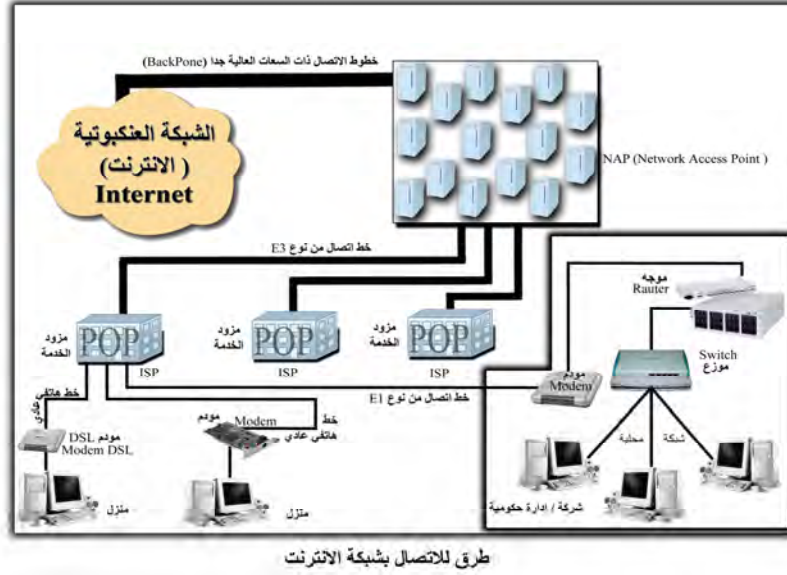 خطوط الاتصال ذات السعات العالية جدا (BackPone)
الشبكة العنكبوتية
( الانترنت)
Internet
NAP (Network Access Point )
خط اتصال من نوع E3
موجه
Rauter
مزود
الخدمة
POP
ISP
مزود
الخدمة
POP
ISP
مزود
الخدمة
POP
ISP
Switch
موزع
مودم
Modem
خط اتصال من نوع E1
خط هاتفي عادي
مودم DSL
Modem DSL
مودم
Modem
خط
هاتفي عادي
شبكة
محلية
منزل
منزل
شركة / ادارة حكومية
طرق للاتصال بشبكة الانترنت